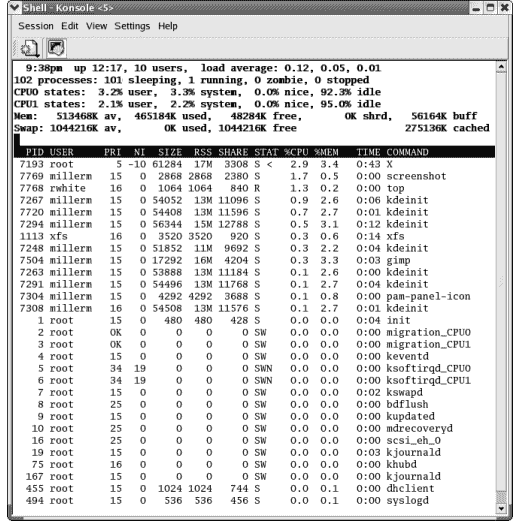 Shell - Konsole <5>
Session Edit View Settings Help
9:38pm up 12:17, 10 users, load average: 0.12, 0.05, 0.01
102 processes: 101 sleeping, 1 running, 0 zombie, 0 stopped
CPU0 states: 3.2% user, 3.3% system, 0.0% nice, 92.3% idle
CPU1 states: 2.1% user, 2.2% system, 0.0% nice, 95.0% idle
Mem: 513468K av, 465184K used, 48284K free, 0K shrd, 56164K buff
Swap: 1044216K av, 0K used, 1044216K free 275136K cached
PID USER PRI NI SIZE RSS SHARE STAT %CPU %MEM TIME COMMAND
7193 root 5 -10 61284 17M 3308 S < 2.9 3.4 0:43 X
7769 millerm 15 0 2868 2868 2380 S 1.7 0.5 0:00 screenshot
7768 rwhite 16 0 1064 1064 840 R 1.3 0.2 0:00 top
7267 millerm 15 0 54052 13M 11096 S 0.9 2.6 0:06 kdeinit
7720 millerm 15 0 54408 13M 11596 S 0.7 2.7 0:01 kdeinit
7294 millerm 15 0 56344 15M 12788 S 0.5 3.1 0:12 kdeinit
1113 xfs 16 0 3520 3520 920 S 0.3 0.6 0:14 xfs
7248 millerm 15 0 51852 11M 9692 S 0.3 2.2 0:04 kdeinit
7504 millerm 15 0 17292 16M 4204 S 0.3 3.3 0:03 gimp
7263 millerm 15 0 53888 13M 11184 S 0.1 2.6 0:00 kdeinit
7291 millerm 15 0 54496 13M 11768 S 0.1 2.7 0:04 kdeinit
7304 millerm 15 0 4292 4292 3688 S 0.1 0.8 0:00 pam-panel-icon
7308 millerm 16 0 54508 13M 11576 S 0.1 2.7 0:01 kdeinit
1 root 15 0 480 480 428 S 0.0 0.0 0:04 init
2 root 0K 0 0 0 0 SW 0.0 0.0 0:00 migration_CPU0
3 root 0K 0 0 0 0 SW 0.0 0.0 0:00 migration_CPU1
4 root 15 0 0 0 0 SW 0.0 0.0 0:00 keventd
5 root 34 19 0 0 0 SWN 0.0 0.0 0:00 ksoftirqd_CPU0
6 root 34 19 0 0 0 SWN 0.0 0.0 0:00 ksoftirqd_CPU1
7 root 15 0 0 0 0 SW 0.0 0.0 0:02 kswapd
8 root 25 0 0 0 0 SW 0.0 0.0 0:00 bdflush
9 root 15 0 0 0 0 SW 0.0 0.0 0:00 kupdated
10 root 25 0 0 0 0 SW 0.0 0.0 0:00 mdrecoveryd
16 root 25 0 0 0 0 SW 0.0 0.0 0:00 scsi_eh_0
19 root 15 0 0 0 0 SW 0.0 0.0 0:03 kjournald
75 root 16 0 0 0 0 SW 0.0 0.0 0:00 khubd
167 root 15 0 0 0 0 SW 0.0 0.0 0:00 kjournald
455 root 15 0 1024 1024 744 S 0.0 0.1 0:00 dhclient
494 root 15 0 536 536 456 S 0.0 0.1 0:00 syslogd